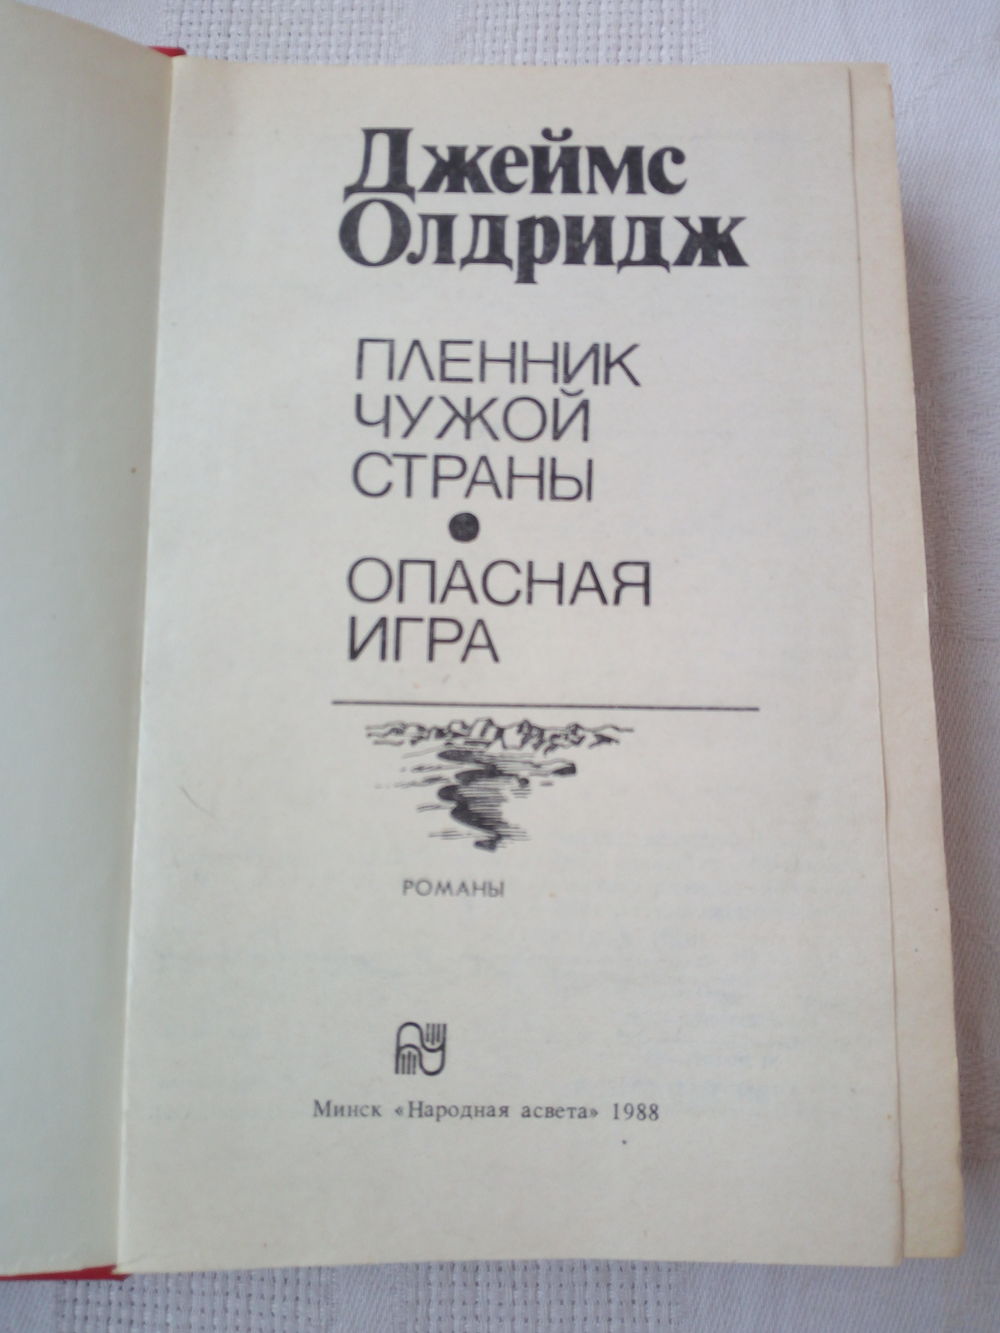 Джеймс
Олдридж
ПЛЕННИК
ЧУЖОЙ
СТРАНЫ
ОПАСНАЯ
ИГРА
РОМАНЫ
Минск «Народная асвета» 1988